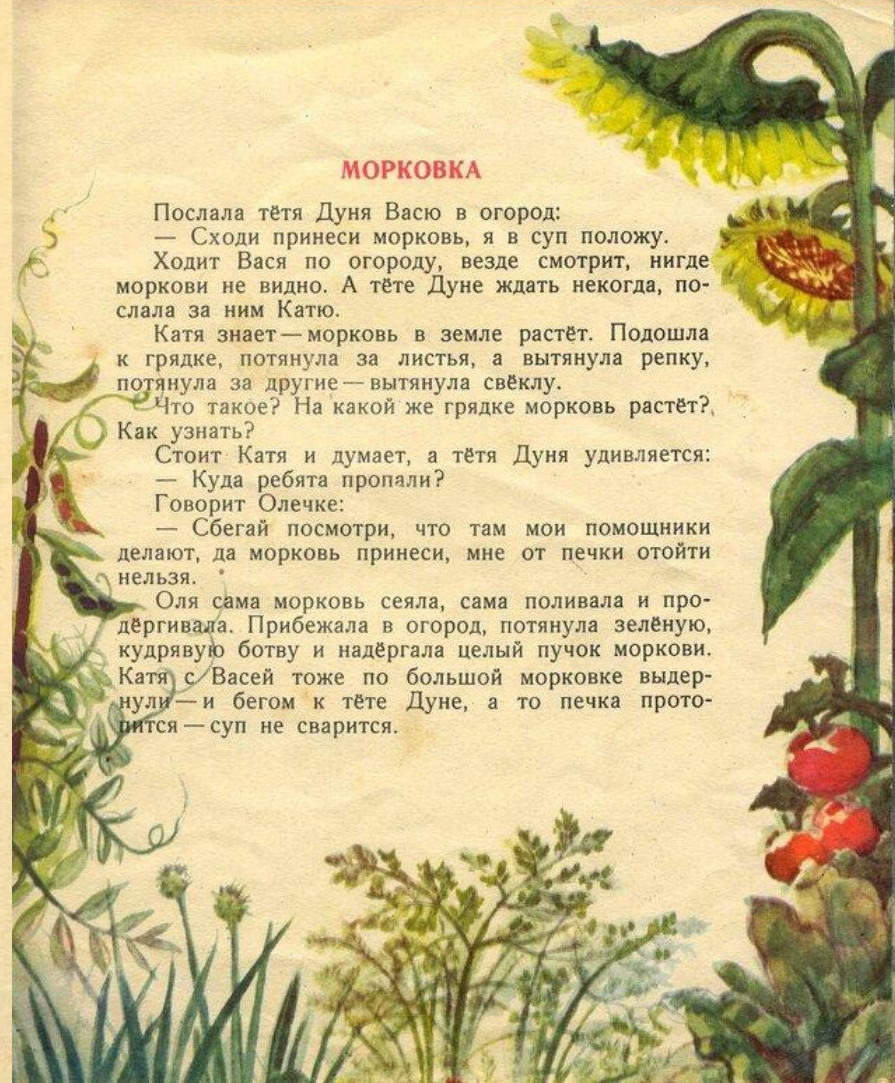 МОРКОВКА
Послала тётя Дуня Васю в огород:
— Сходи принеси морковь, я в суп положу.
Ходит Вася по огороду, везде смотрит, нигде
моркови не видно. А тёте Дуне ждать некогда, по-
слала за ним Катю.
Катя знает — морковь в земле растёт. Подошла
к грядке, потянула за листья, а вытянула репку,
потянула за другие — вытянула свёклу.
Что такое? На какой же грядке морковь растёт?
Как узнать?
Стоит Катя и думает, а тётя Дуня удивляется:
— Куда ребята пропали?
Говорит Олечке:
— Сбегай посмотри, что там мои помощники
делают, да морковь принеси, мне от печки отойти
нельзя.
Оля сама морковь сеяла, сама поливала и про-
дёргивала. Прибежала в огород, потянула зелёную,
кудрявую ботву и надёргала целый пучок моркови.
Катя с Васей тоже по большой морковке выдер-
нули — и бегом к тёте Дуне, а то печка прото-
пится — суп не сварится.